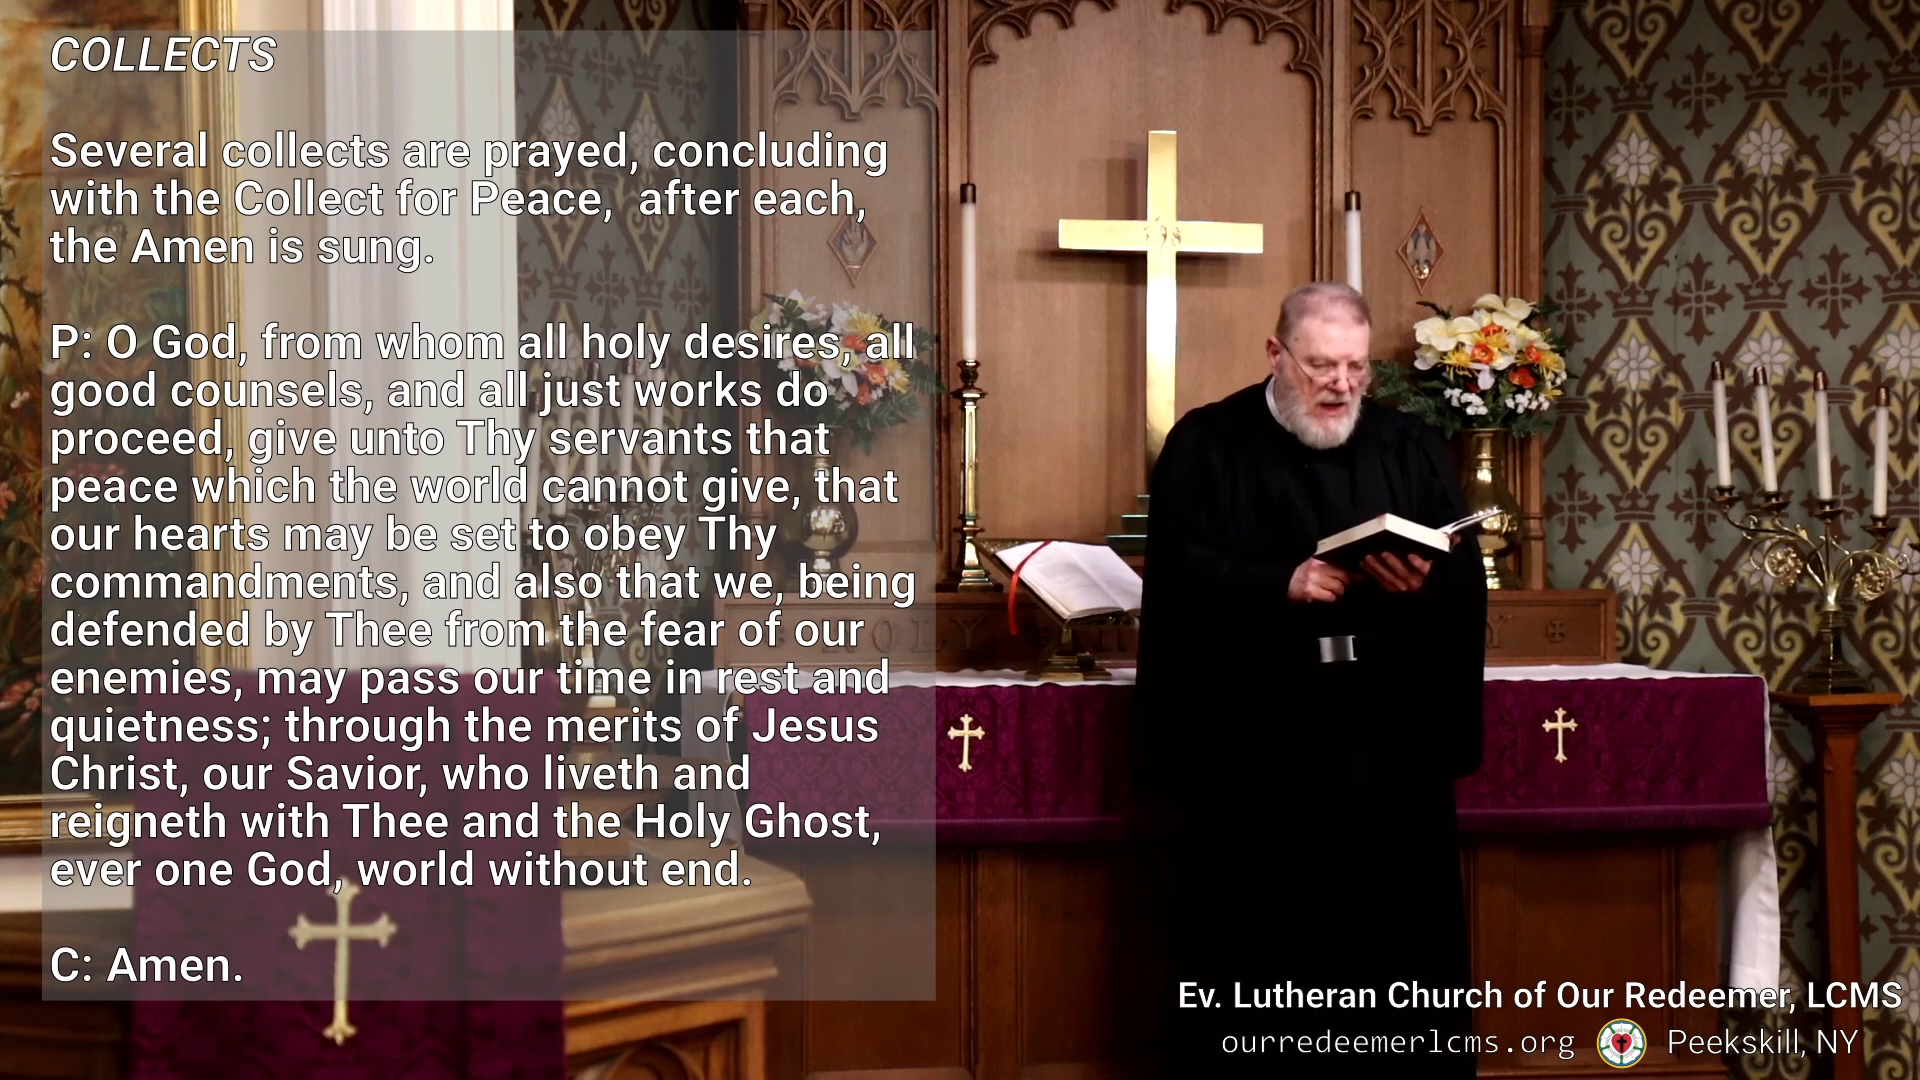 COLLECTS
Several collects are prayed, concluding
with the Collect for Peace,  after each,
the Amen is sung.
P: O God, from whom all holy desires, all
good counsels, and all just works do
proceed, give unto Thy servants that
peace which the world cannot give, that
our hearts may be set to obey Thy
commandments, and also that we, being
defended by Thee from the fear of our
enemies, may pass our time in rest and
quietness; through the merits of Jesus
Christ, our Savior, who liveth and
reigneth with Thee and the Holy Ghost,
ever one God, world without end.
C: Amen.
HOLY
Ev. Lutheran Church of Our Redeemer, LCMS
ourredeemerlcms.org Peekskill, NY